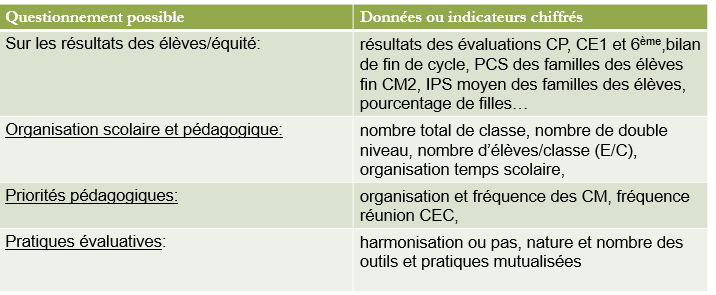 Questionnement possible
Données ou indicateurs chiffrés
Sur les résultats des élèves/équité:
résultats des évaluations CP, CE1 et 6ème,bilan
de fin de cycle, PCS des familles des élèves
fin CM2, IPS moyen des familles des élèves,
pourcentage de filles…
Organisation scolaire et pédagogique:
nombre total de classe, nombre de double
niveau, nombre d’élèves/classe (E/C),
organisation temps scolaire,
Priorités pédagogiques:
organisation et fréquence des CM, fréquence
réunion CEC,
Pratiques évaluatives:
harmonisation ou pas, nature et nombre des
outils et pratiques mutualisées